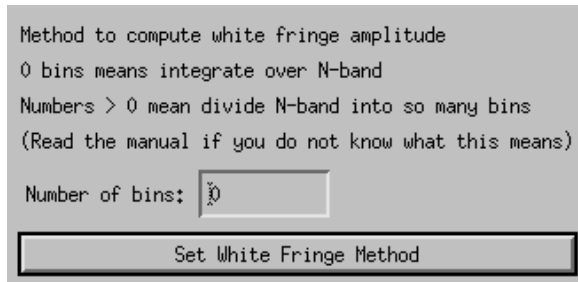 Method to compute white fringe amplitude
0 bins means integrate over N-band
Numbers > 0 mean divide N-band into so many bins
(Read the manual if you do not know what this means)
Number of bins: 0
Set White Fringe Method